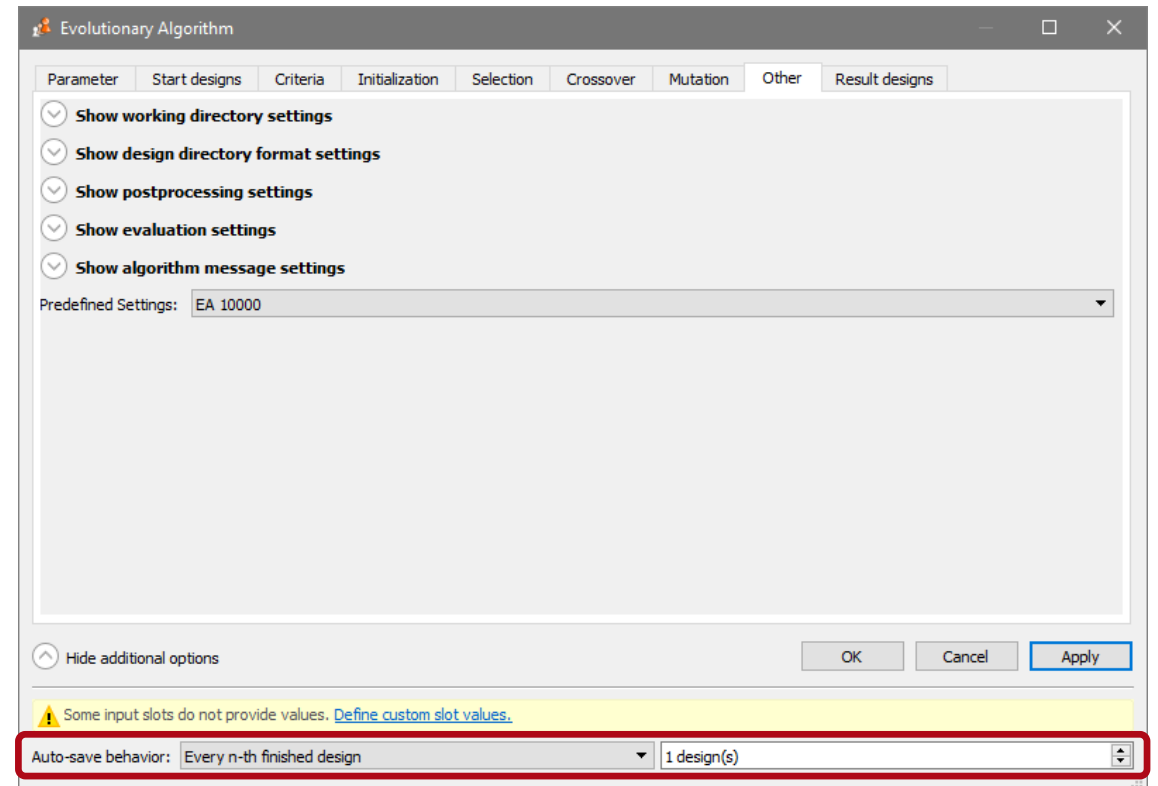 Evolutionary Algorithm
Parameter Start designs Criteria Initialization Selection Crossover Mutation Other Result designs
Show working directory settings
Show design directory format settings
Show postprocessing settings
Show evaluation settings
Show algorithm message settings
Predefined Settings: EA 10000
Hide additional options OK Cancel Apply
Some input slots do not provide values. Define custom slot values.
Auto-save behavior: Every n-th finished design 1 design(s)